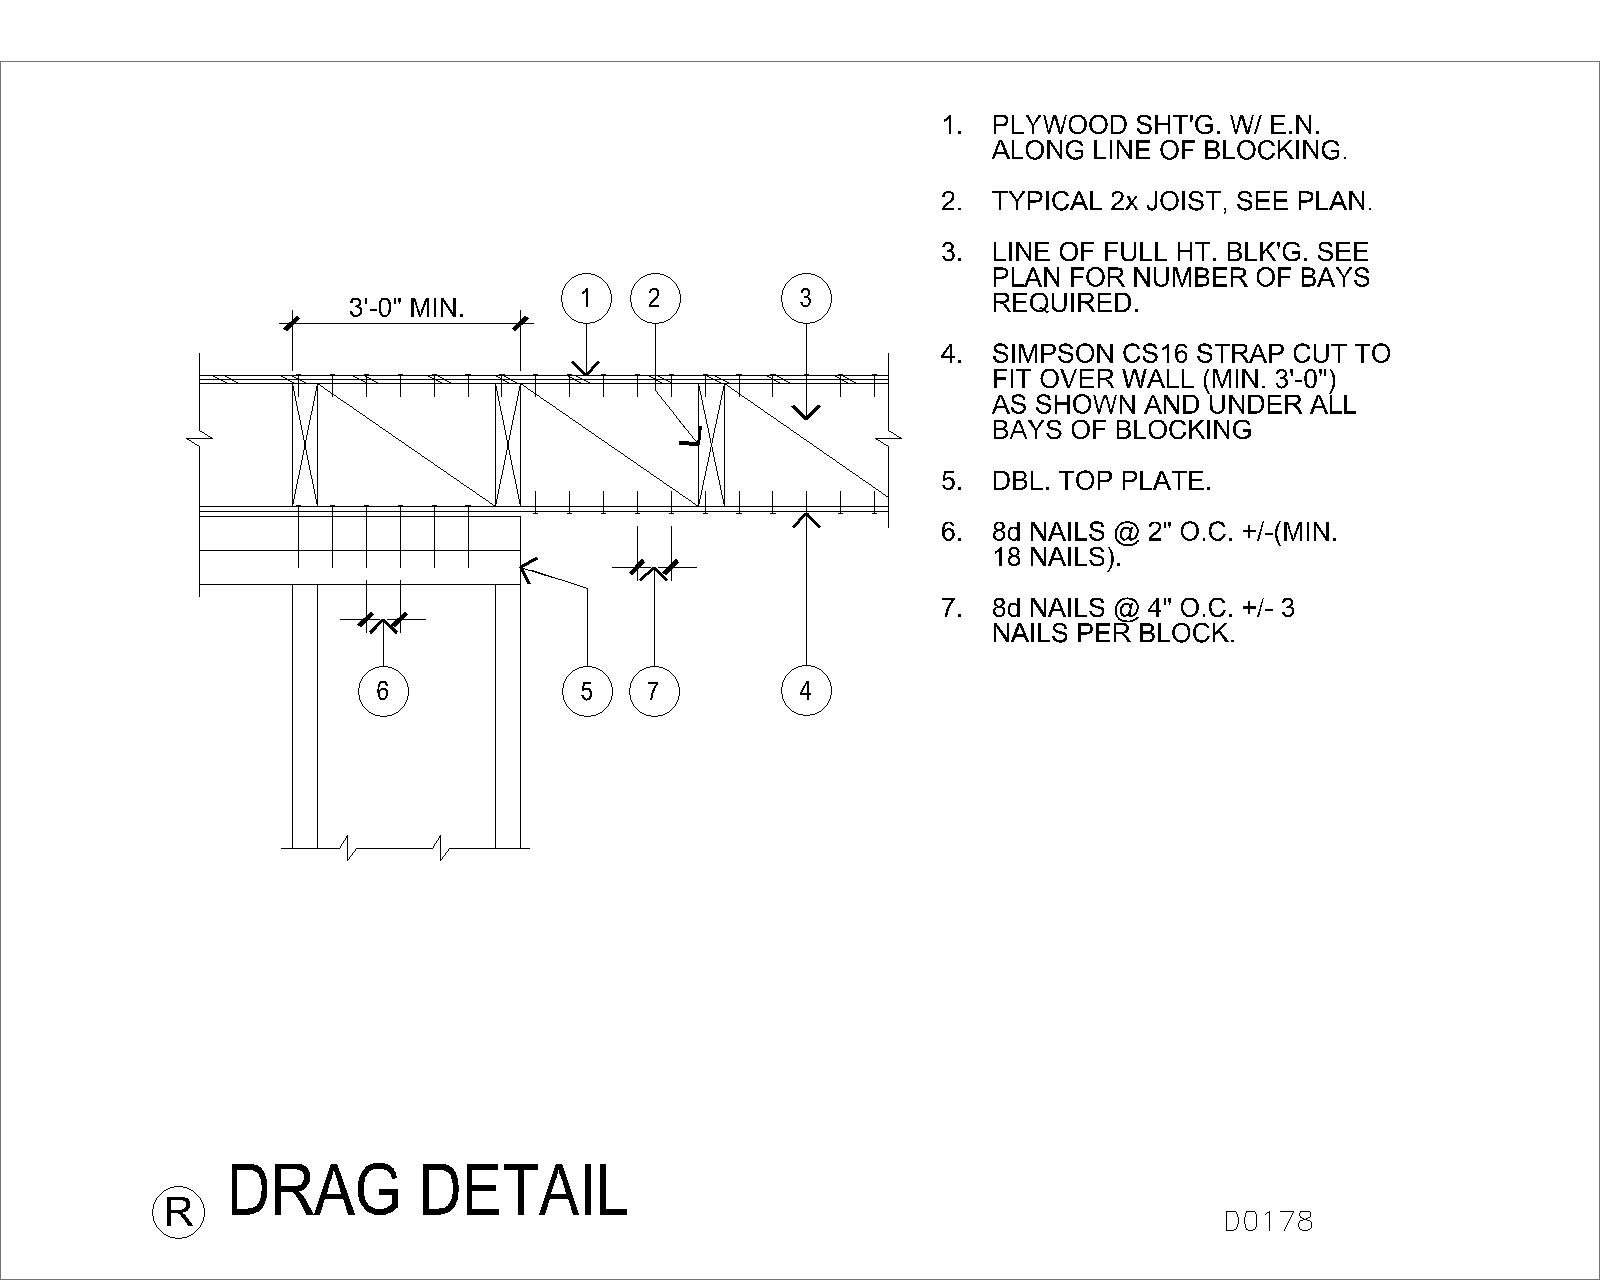 1. PLYWOOD SHT'G. W/ E.N.
ALONG LINE OF BLOCKING.
2. TYPICAL 2x JOIST, SEE PLAN.
3. LINE OF FULL HT. BLK'G. SEE
PLAN FOR NUMBER OF BAYS
REQUIRED.
4. SIMPSON CS16 STRAP CUT TO
FIT OVER WALL (MIN. 3'-0")
AS SHOWN AND UNDER ALL
BAYS OF BLOCKING
5. DBL. TOP PLATE.
6. 8d NAILS @ 2" O.C. +/-(MIN.
18 NAILS).
7. 8d NAILS @ 4" O.C. +/- 3
NAILS PER BLOCK.
3'-0" MIN.
1 2 3
6 5 7 4
R DRAG DETAIL
D0178